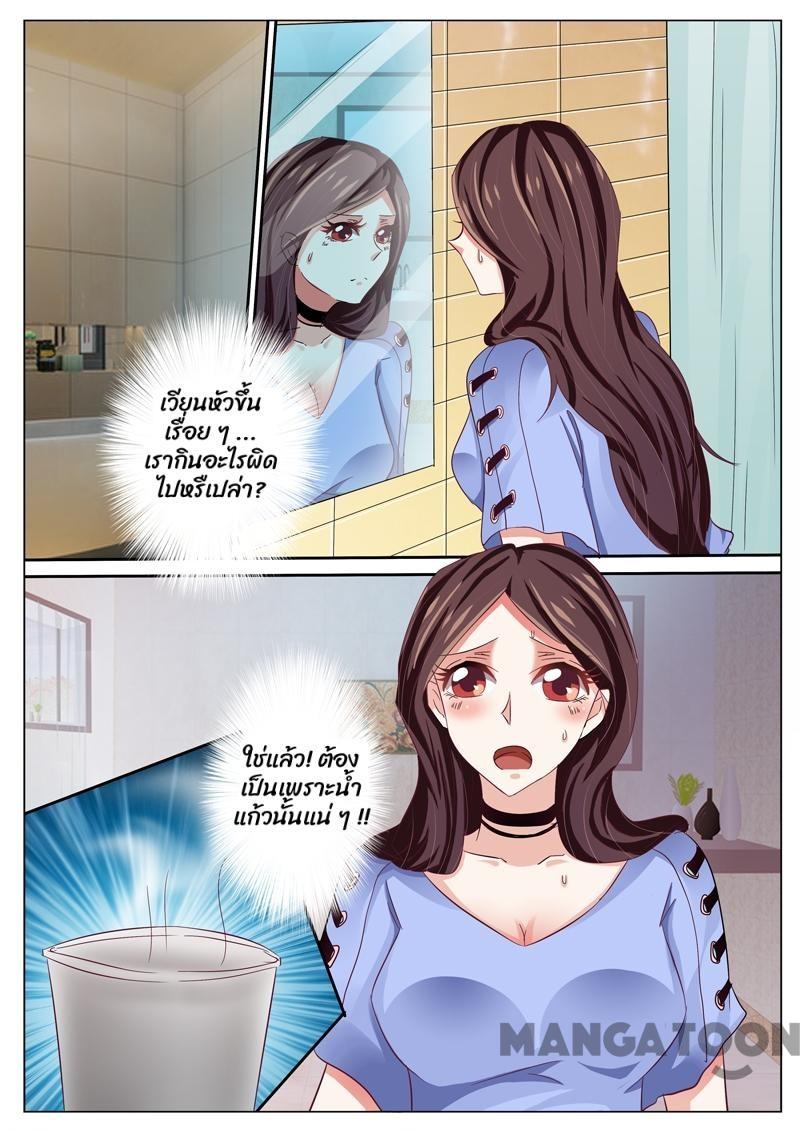 เวียนหัวขึ้น
เรื่อย ๆ ...
เรากินอะไรผิด
ไปหรืเปล่า?
ใช่แล้ว! ต้อง
เป็นเพราะน้ำ
แก้วนั้นแน่ ๆ !!
MANGATOON